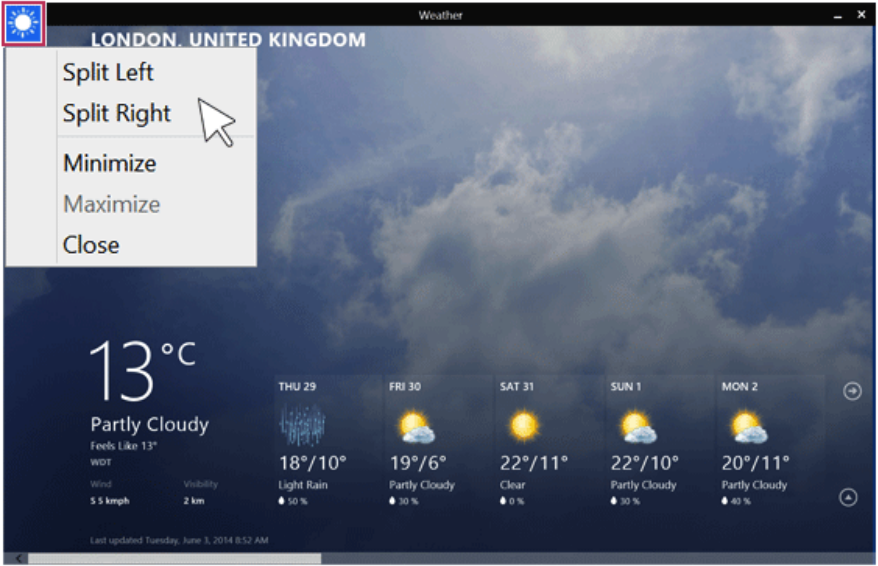 Weather
LONDON, UNITED KINGDOM
Split Left
Split Right
Minimize
Maximize
Close
13°C
Partly Cloudy
Feels Like 13°
WDT
Wind
Visibility
S 5 kmph
2 km
THU 29
18°/10°
Light Rain
50 %
FRI 30
19°/6°
Partly Cloudy
30 %
SAT 31
22°/11°
Clear
0 %
SUN 1
22°/10°
Partly Cloudy
30 %
MON 2
20°/11°
Partly Cloudy
40 %
Last updated Tuesday, June 3, 2014 8:52 AM